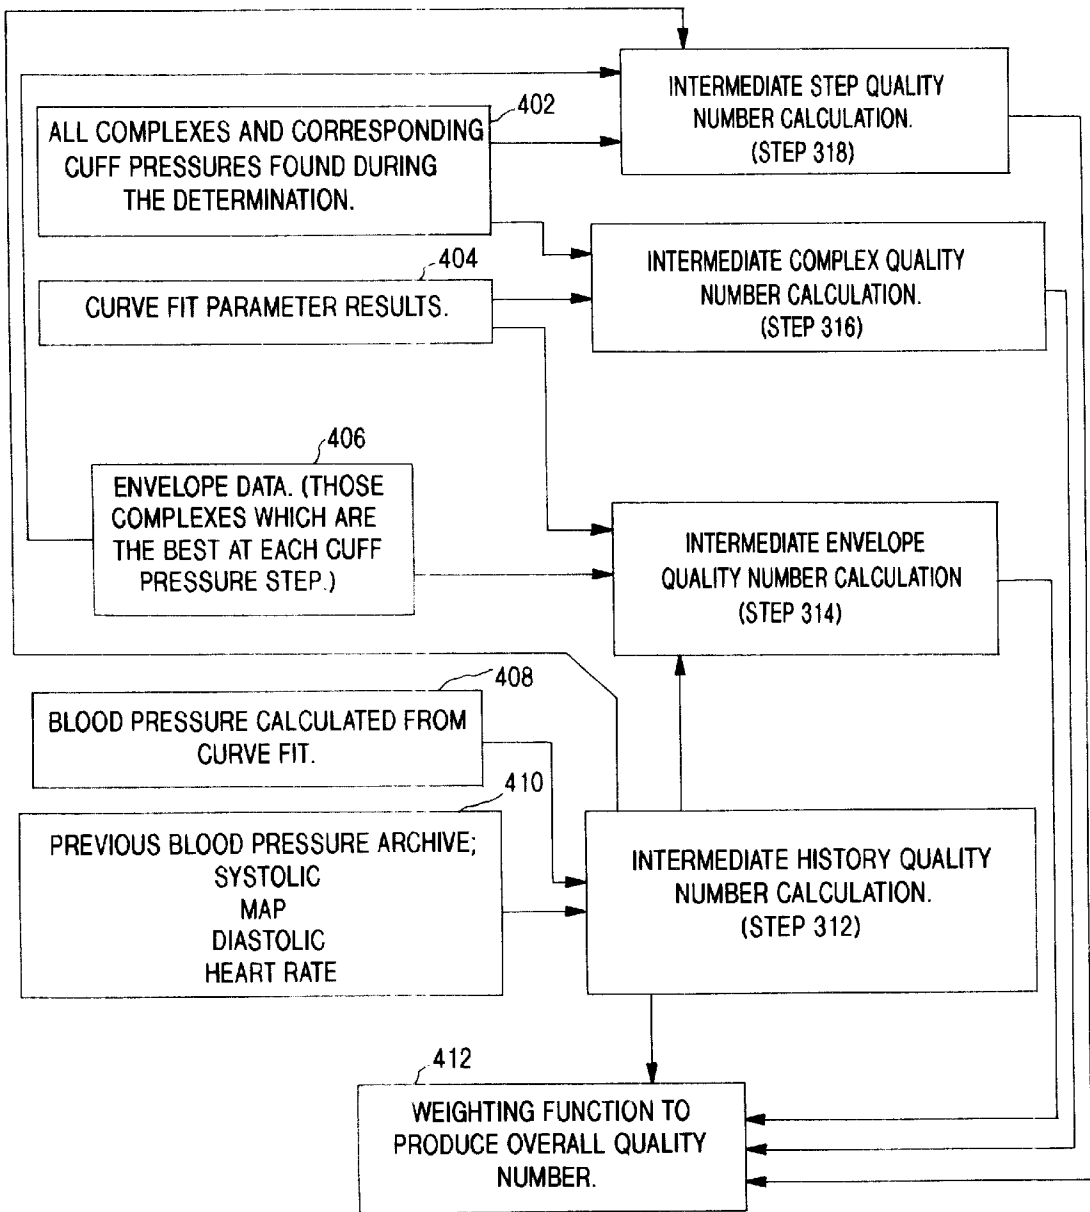 INTERMEDIATE STEP QUALITY
NUMBER CALCULATION.
(STEP 318)
402
ALL COMPLEXES AND CORRESPONDING
CUFF PRESSURES FOUND DURING
THE DETERMINATION.
INTERMEDIATE COMPLEX QUALITY
NUMBER CALCULATION.
(STEP 316)
404
CURVE FIT PARAMETER RESULTS.
406
ENVELOPE DATA. (THOSE
COMPLEXES WHICH ARE
THE BEST AT EACH CUFF
PRESSURE STEP.)
INTERMEDIATE ENVELOPE
QUALITY NUMBER CALCULATION
(STEP 314)
408
BLOOD PRESSURE CALCULATED FROM
CURVE FIT.
410
PREVIOUS BLOOD PRESSURE ARCHIVE;
SYSTOLIC
MAP
DIASTOLIC
HEART RATE
INTERMEDIATE HISTORY QUALITY
NUMBER CALCULATION.
(STEP 312)
412
WEIGHTING FUNCTION TO
PRODUCE OVERALL QUALITY
NUMBER.